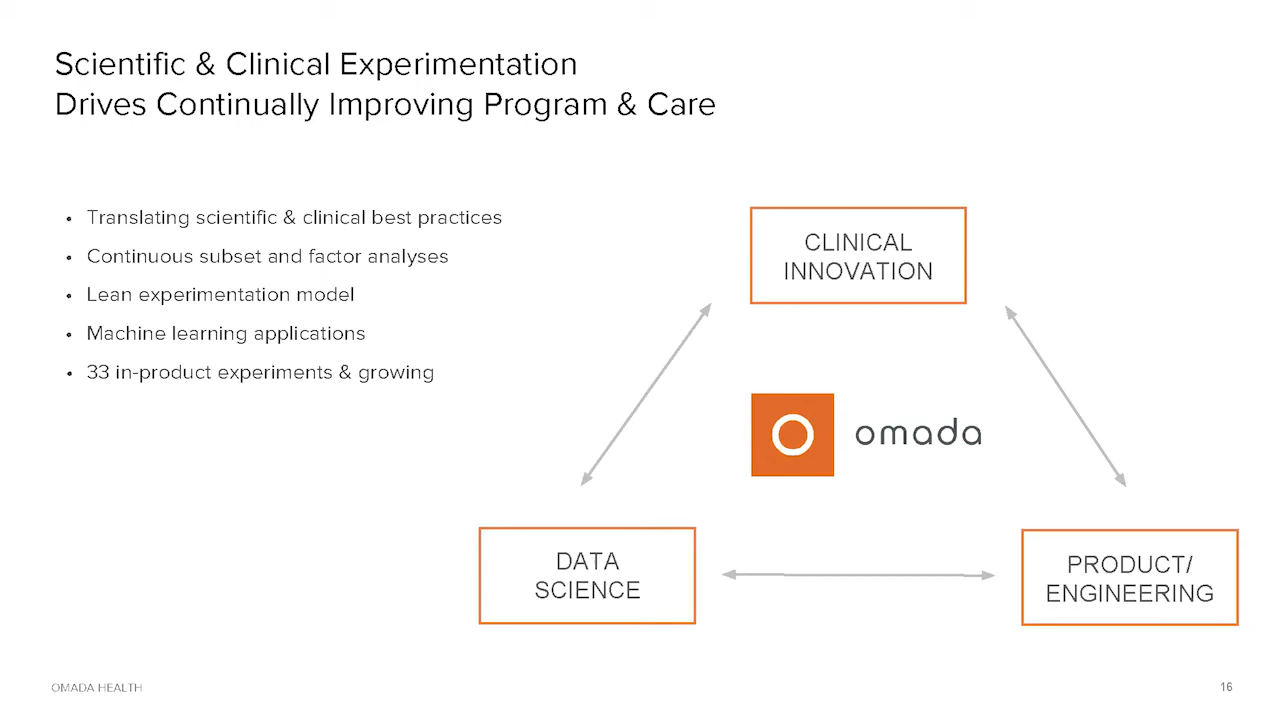 Scientific & Clinical Experimentation
Drives Continually Improving Program & Care
• Translating scientific & clinical best practices
• Continuous subset and factor analyses
• Lean experimentation model
• Machine learning applications
• 33 in-product experiments & growing
CLINICAL
INNOVATION
omada
DATA
SCIENCE
PRODUCT/
ENGINEERING
OMADA HEALTH
16